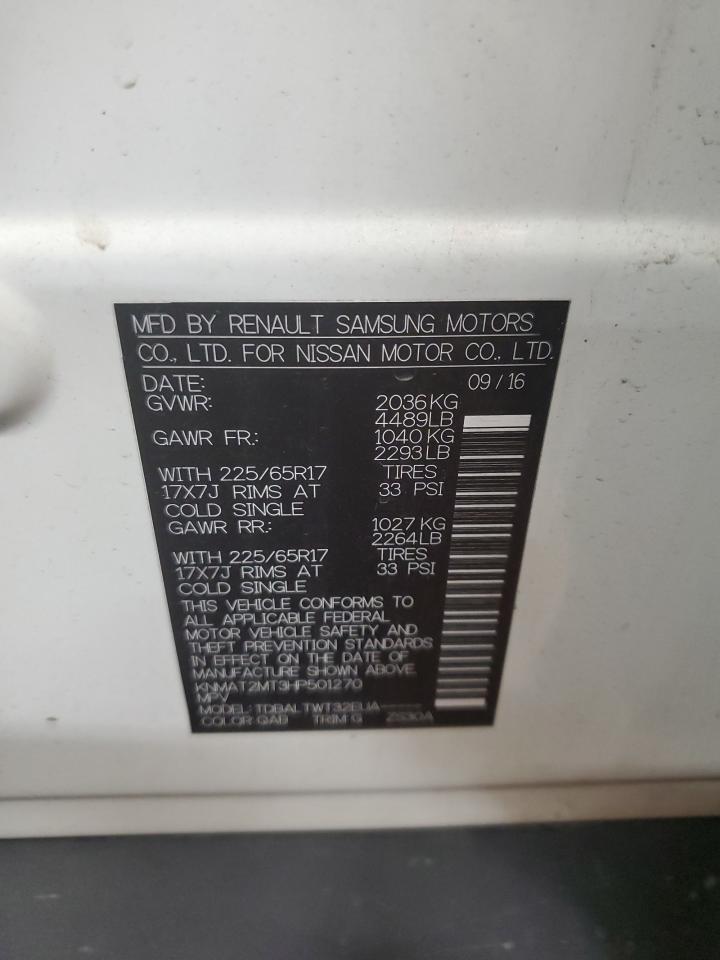 MFD BY RENAULT SAMSUNG MOTORS
CO., LTD. FOR NISSAN MOTOR CO., LTD.
DATE: 09 / 16
GVWR: 2036 KG
4489 LB
GAWR FR.: 1040 KG
2293 LB
WITH 225/65R17 TIRES
17X7J RIMS AT 33 PSI
COLD SINGLE
GAWR RR.: 1027 KG
2264 LB
WITH 225/65R17 TIRES
17X7J RIMS AT 33 PSI
COLD SINGLE
THIS VEHICLE CONFORMS TO
ALL APPLICABLE FEDERAL
MOTOR VEHICLE SAFETY AND
THEFT PREVENTION STANDARDS
IN EFFECT ON THE DATE OF
MANUFACTURE SHOWN ABOVE.
KNMAT2MT3HP501270
MPV
MODEL: TDBALTWT32EUA
COLOR QAB TRIM G